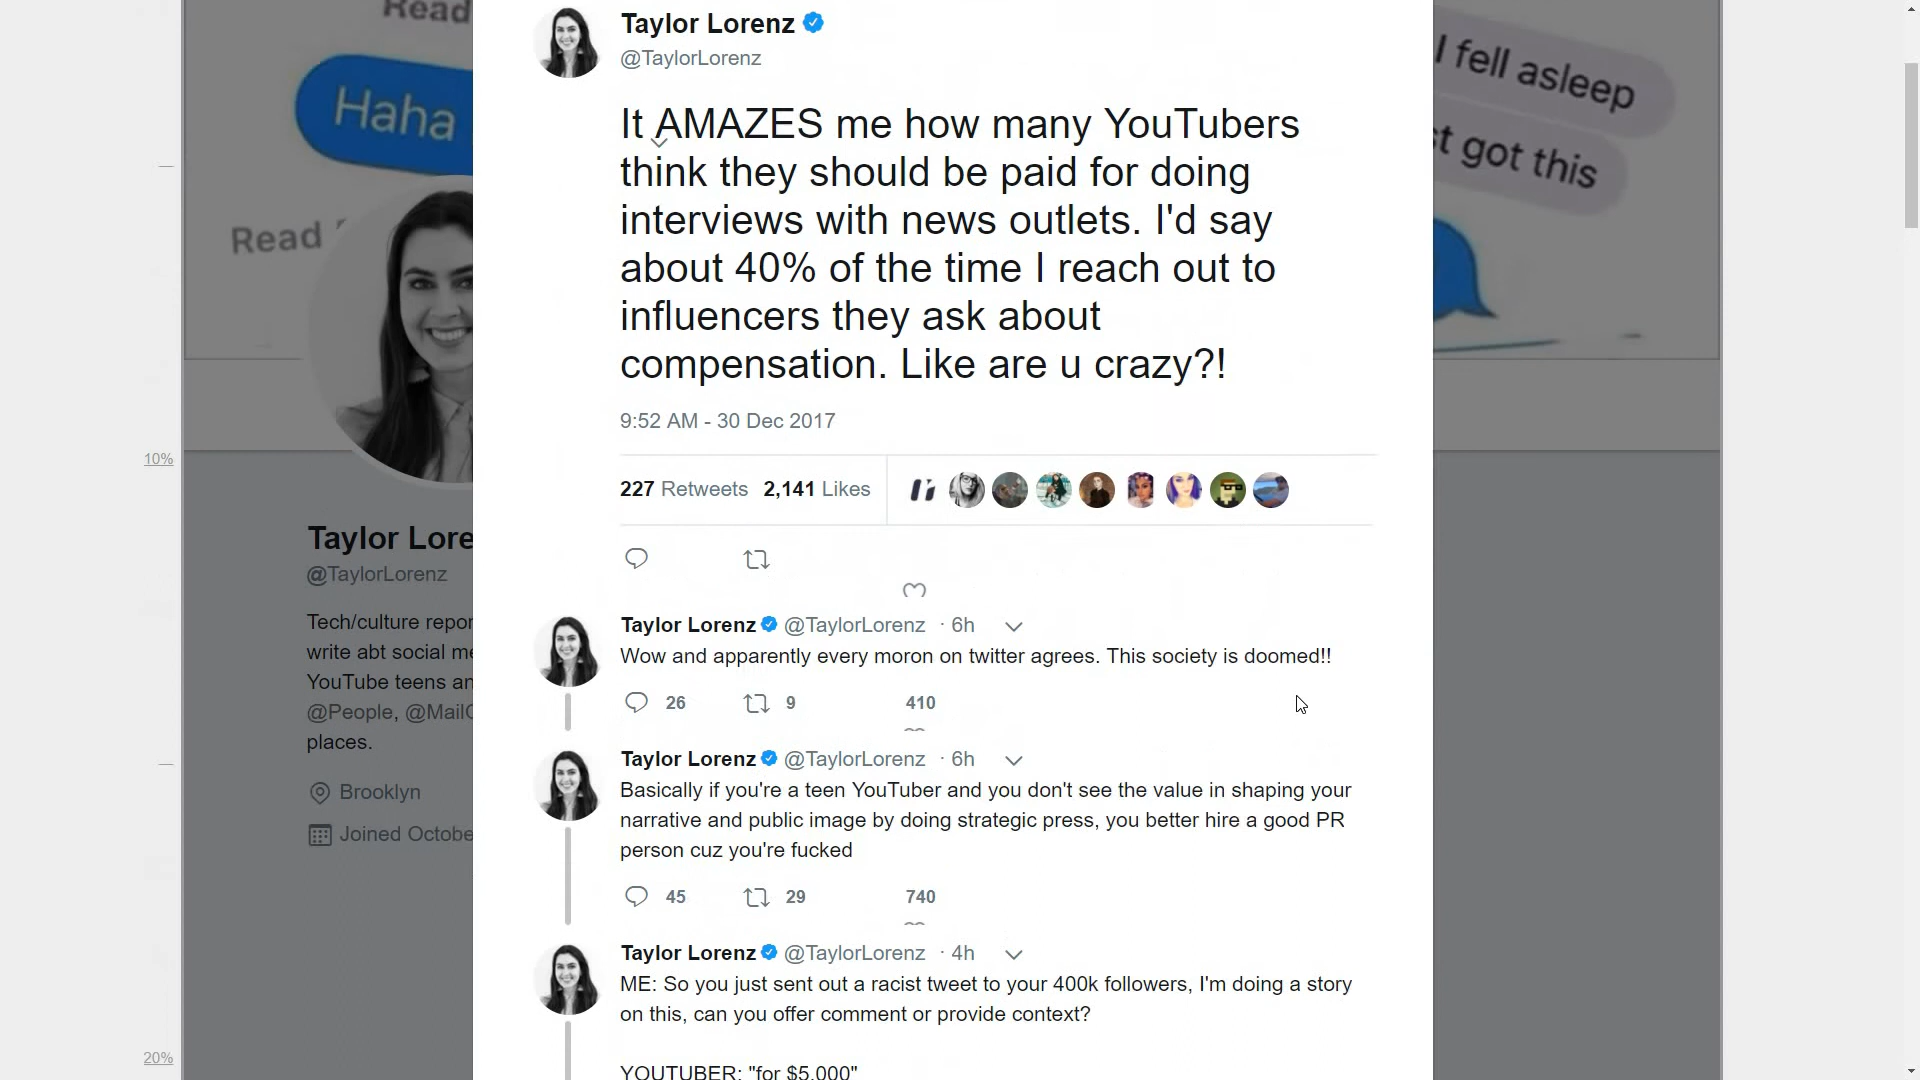 Read
Haha
Read
I fell asleep
st got this
Taylor Lorenz
@TaylorLorenz
It AMAZES me how many YouTubers
think they should be paid for doing
interviews with news outlets. I'd say
about 40% of the time I reach out to
influencers they ask about
compensation. Like are u crazy?!
9:52 AM - 30 Dec 2017
227 Retweets 2,141 Likes
10%
Taylor Lore
@TaylorLorenz
Tech/culture repor
write abt social me
YouTube teens an
@People, @MailO
places.
Brooklyn
Joined Octobe
20%
Taylor Lorenz @TaylorLorenz · 6h
Wow and apparently every moron on twitter agrees. This society is doomed!!
26 9 410
Taylor Lorenz @TaylorLorenz · 6h
Basically if you're a teen YouTuber and you don't see the value in shaping your
narrative and public image by doing strategic press, you better hire a good PR
person cuz you're fucked
45 29 740
Taylor Lorenz @TaylorLorenz · 4h
ME: So you just sent out a racist tweet to your 400k followers, I'm doing a story
on this, can you offer comment or provide context?
YOUTUBER: "for $5,000"